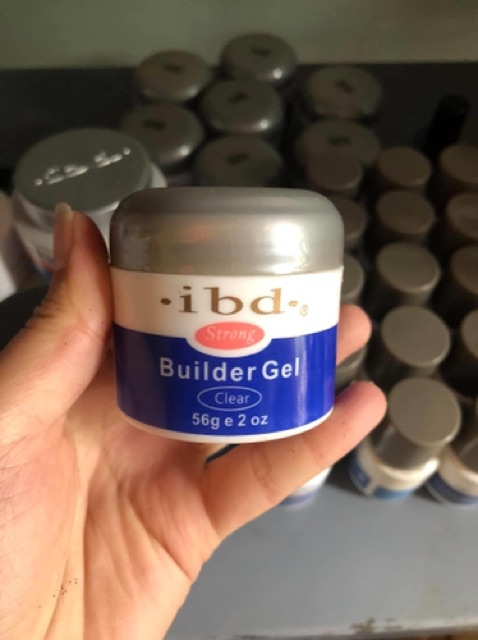 ·ibd·®
Strong
Builder Gel
Clear
56g e 2 oz